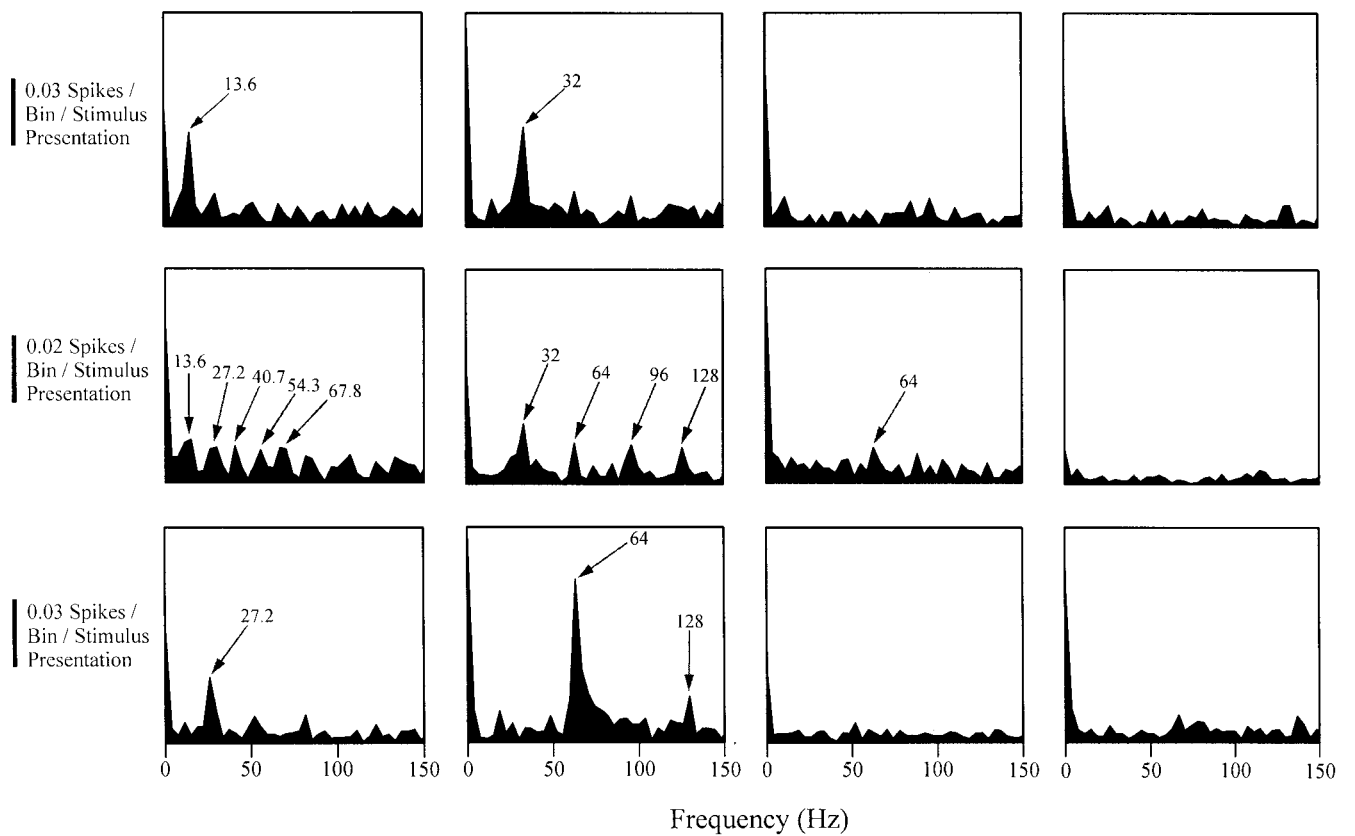 0.03 Spikes /
Bin / Stimulus
Presentation
13.6
32
0.02 Spikes /
Bin / Stimulus
Presentation
13.6
27.2
40.7
54.3
67.8
32
64
96
128
64
0.03 Spikes /
Bin / Stimulus
Presentation
27.2
64
128
0 50 100 150
0 50 100 150
0 50 100 150
0 50 100 150
Frequency (Hz)